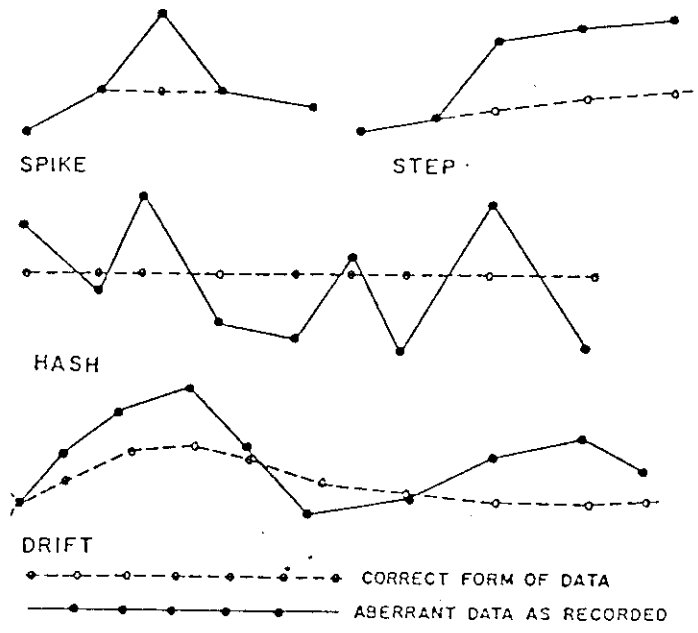 SPIKE
STEP
HASH
DRIFT
CORRECT FORM OF DATA
ABERRANT DATA AS RECORDED